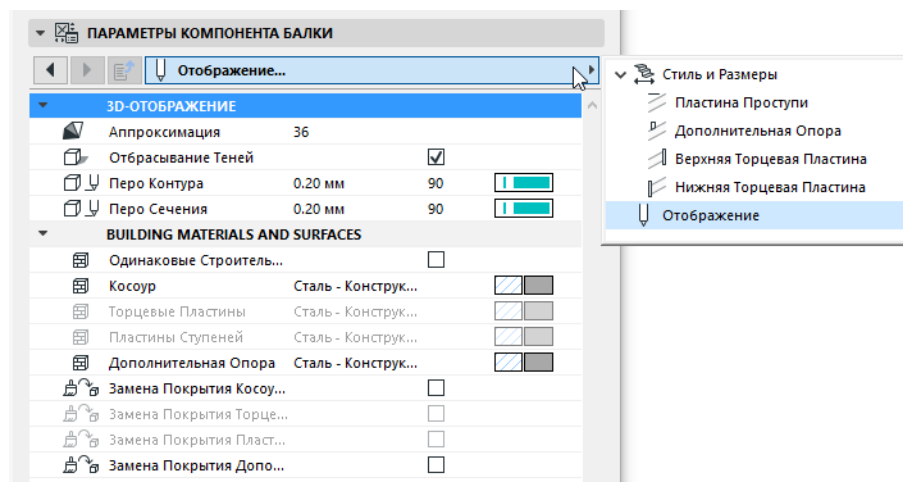 ПАРАМЕТРЫ КОМПОНЕНТА БАЛКИ
Отображение...
3D-ОТОБРАЖЕНИЕ
Аппроксимация 36
Отбрасывание Теней
Перо Контура 0.20 мм 90
Перо Сечения 0.20 мм 90
BUILDING MATERIALS AND SURFACES
Одинаковые Строитель...
Косоур Сталь - Конструк...
Торцевые Пластины Сталь - Конструк...
Пластины Ступеней Сталь - Конструк...
Дополнительная Опора Сталь - Конструк...
Замена Покрытия Косоу...
Замена Покрытия Торце...
Замена Покрытия Пласт...
Замена Покрытия Допо...
Стиль и Размеры
Пластина Проступи
Дополнительная Опора
Верхняя Торцевая Пластина
Нижняя Торцевая Пластина
Отображение